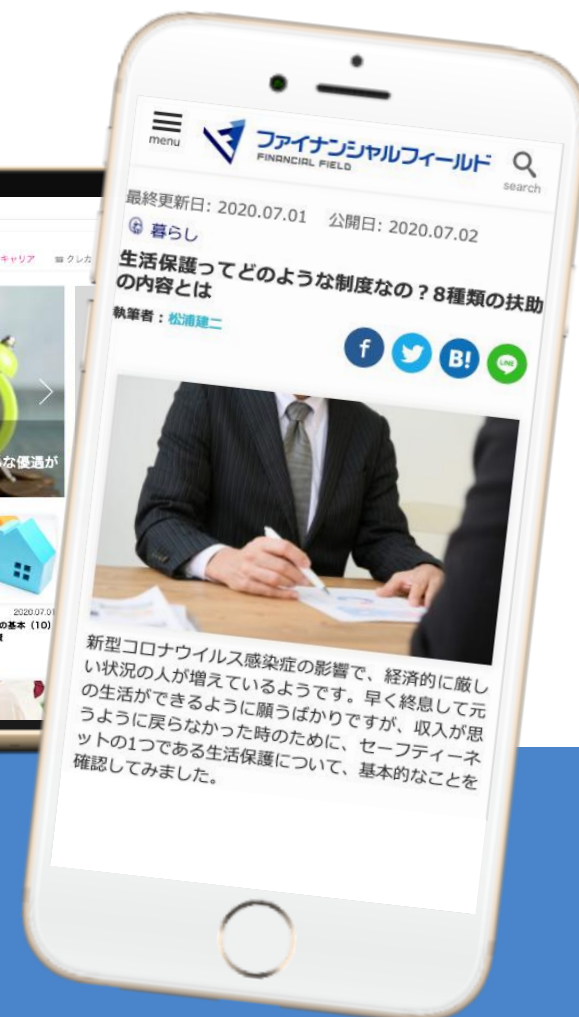 menu
ファイナンシャルフィールド
FINANCIAL FIELD
search
最終更新日: 2020.07.01 公開日: 2020.07.02
暮らし
生活保護ってどのような制度なの？8種類の扶助
の内容とは
執筆者：松浦建二
f
B!
LINE
新型コロナウイルス感染症の影響で、経済的に厳し
い状況の人が増えているようです。早く終息して元
の生活ができるように願うばかりですが、収入が思
うように戻らなかった時のために、セーフティーネ
ットの1つである生活保護について、基本的なことを
確認してみました。
キャリア
クレカ
な優遇が
2020.07.01
の基本（10）